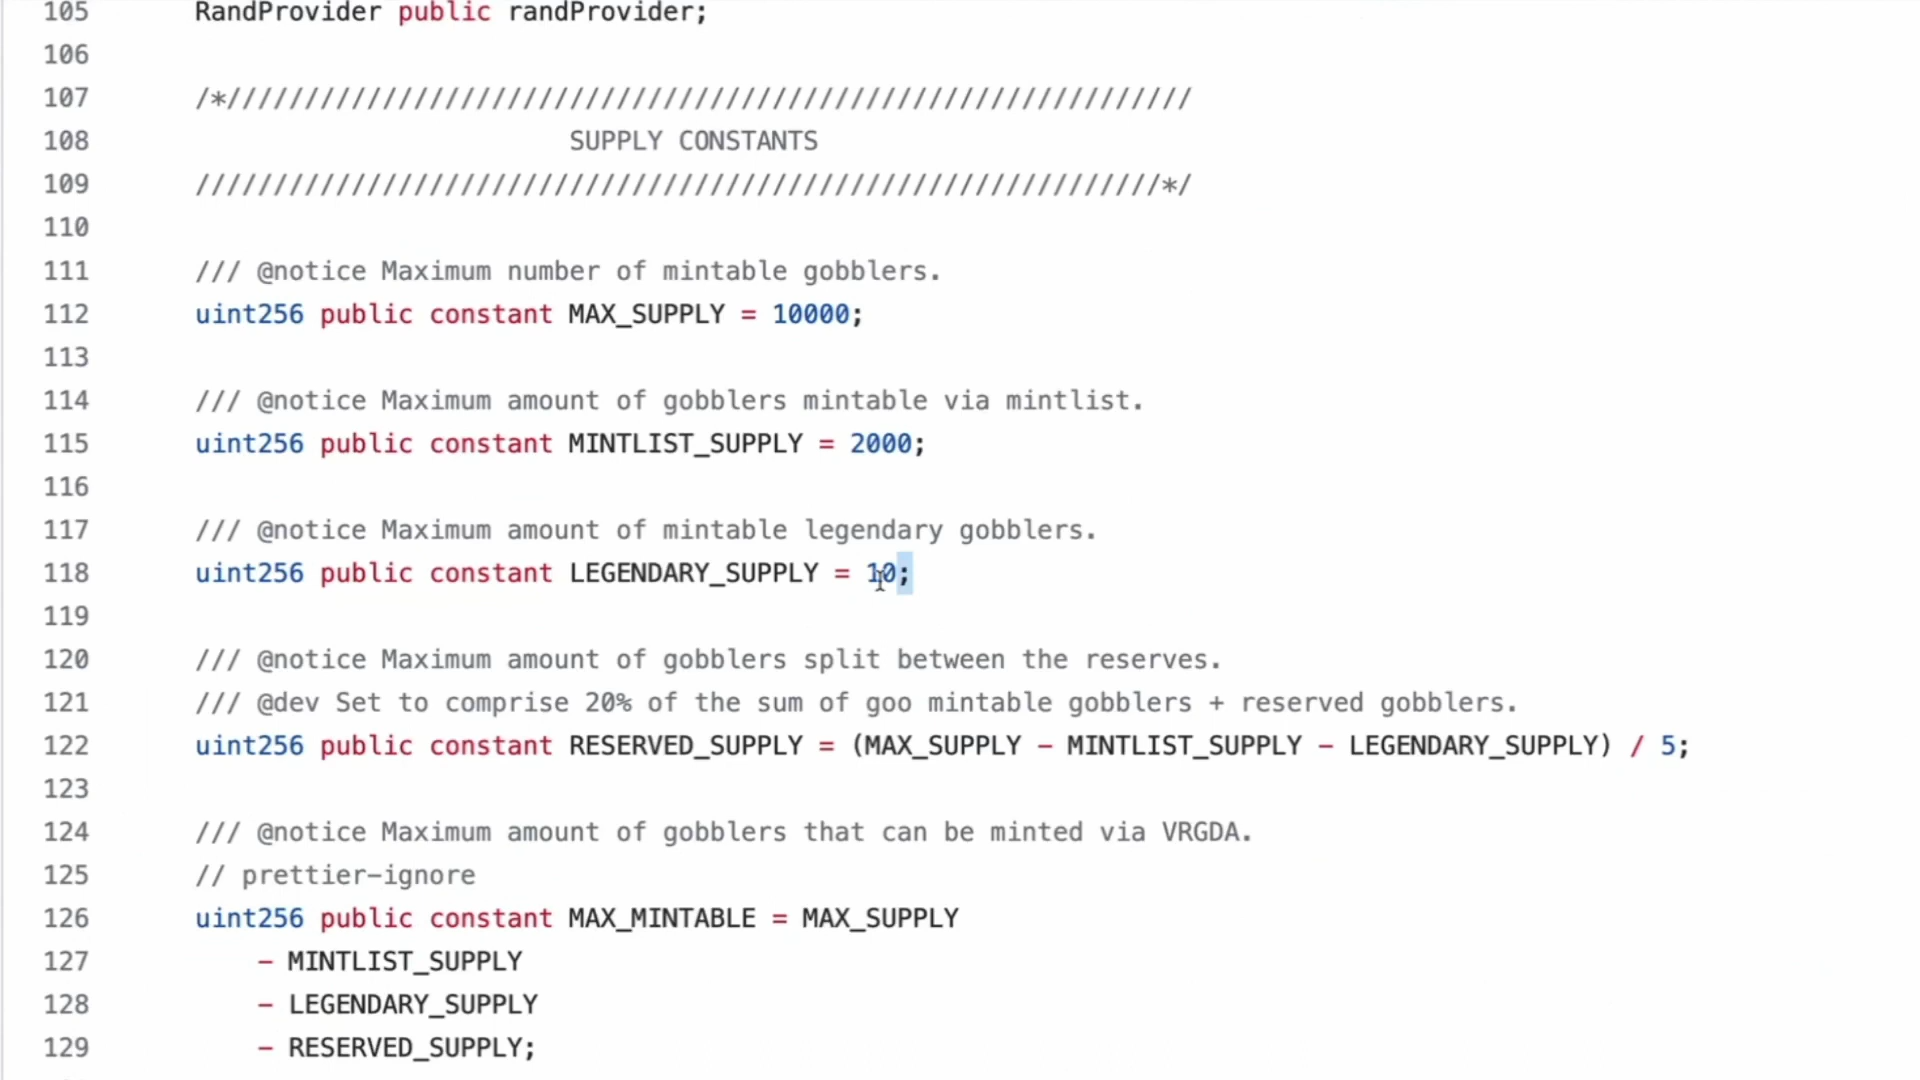 105 RandProvider public randProvider;
106
107 /*//////////////////////////////////////////////////////////////
108 SUPPLY CONSTANTS
109 //////////////////////////////////////////////////////////////*/
110
111 /// @notice Maximum number of mintable gobblers.
112 uint256 public constant MAX_SUPPLY = 10000;
113
114 /// @notice Maximum amount of gobblers mintable via mintlist.
115 uint256 public constant MINTLIST_SUPPLY = 2000;
116
117 /// @notice Maximum amount of mintable legendary gobblers.
118 uint256 public constant LEGENDARY_SUPPLY = 10;
119
120 /// @notice Maximum amount of gobblers split between the reserves.
121 /// @dev Set to comprise 20% of the sum of goo mintable gobblers + reserved gobblers.
122 uint256 public constant RESERVED_SUPPLY = (MAX_SUPPLY - MINTLIST_SUPPLY - LEGENDARY_SUPPLY) / 5;
123
124 /// @notice Maximum amount of gobblers that can be minted via VRGDA.
125 // prettier-ignore
126 uint256 public constant MAX_MINTABLE = MAX_SUPPLY
127 - MINTLIST_SUPPLY
128 - LEGENDARY_SUPPLY
129 - RESERVED_SUPPLY;